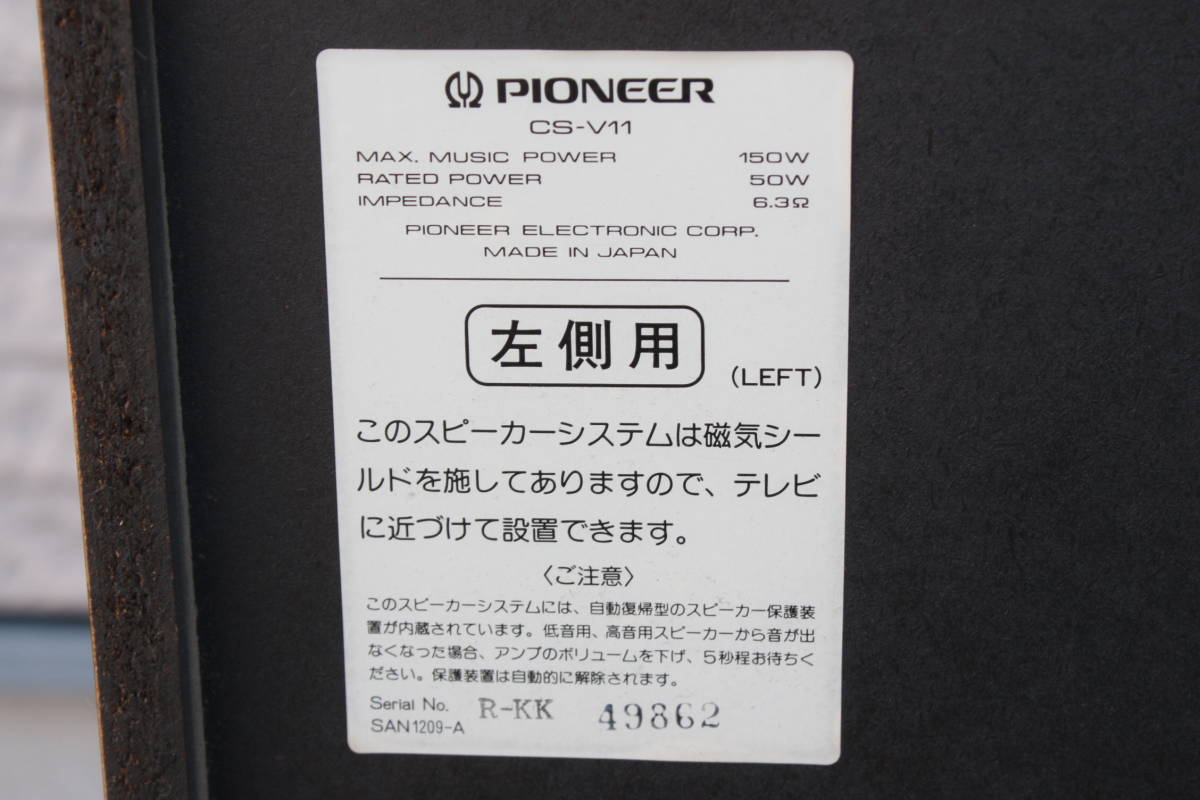 PIONEER
CS-V11
MAX. MUSIC POWER 150W
RATED POWER 50W
IMPEDANCE 6.3Ω
PIONEER ELECTRONIC CORP.
MADE IN JAPAN
左側用
(LEFT)
このスピーカーシステムは磁気シー
ルドを施してありますので、テレビ
に近づけて設置できます。
〈ご注意〉
このスピーカーシステムには、自動復帰型のスピーカー保護装
置が内蔵されています。低音用、高音用スピーカーから音が出
なくなった場合、アンプのボリュームを下げ、5秒程お待ちく
ださい。保護装置は自動的に解除されます。
Serial No. R-KK 49862
SAN1209-A